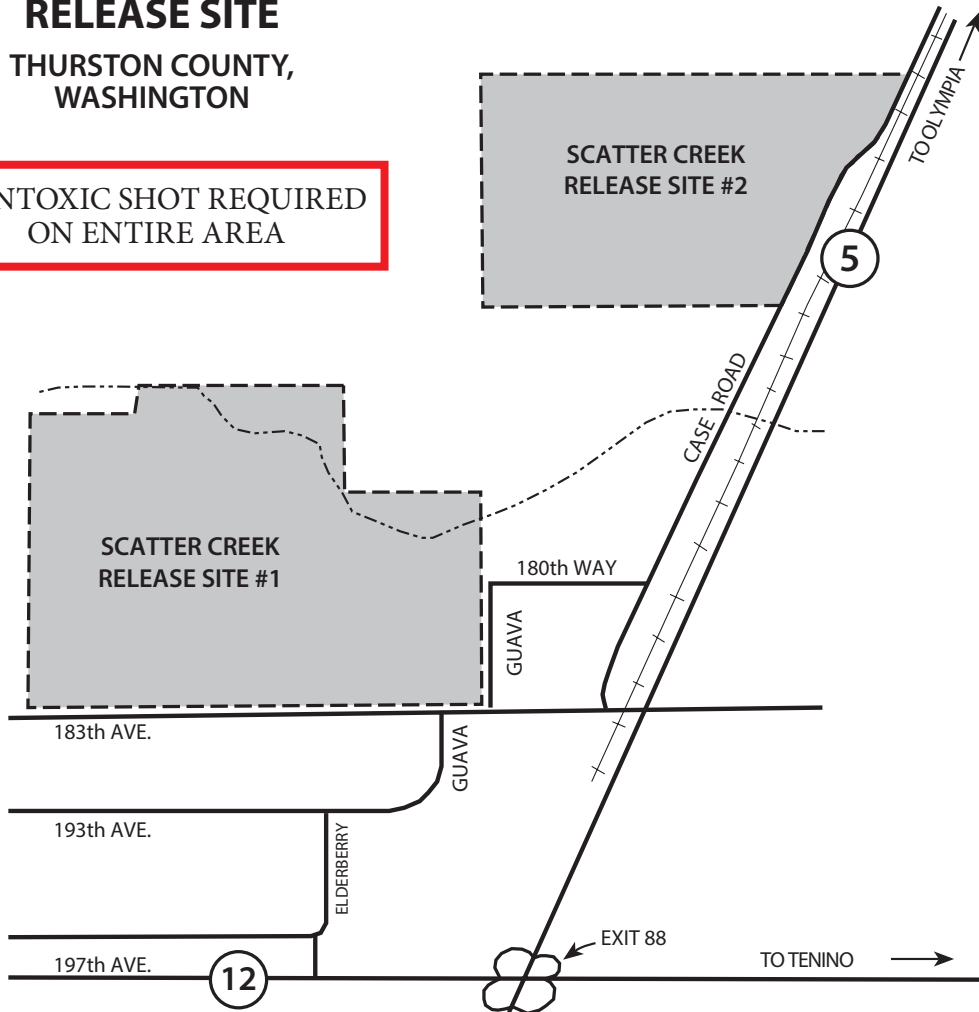 RELEASE SITE
THURSTON COUNTY,
WASHINGTON
NTOXIC SHOT REQUIRED
ON ENTIRE AREA
SCATTER CREEK
RELEASE SITE #2
TO OLYMPIA
5
CASE ROAD
SCATTER CREEK
RELEASE SITE #1
180th WAY
GUAVA
183th AVE.
GUAVA
193th AVE.
ELDERBERRY
EXIT 88
197th AVE.
12
TO TENINO